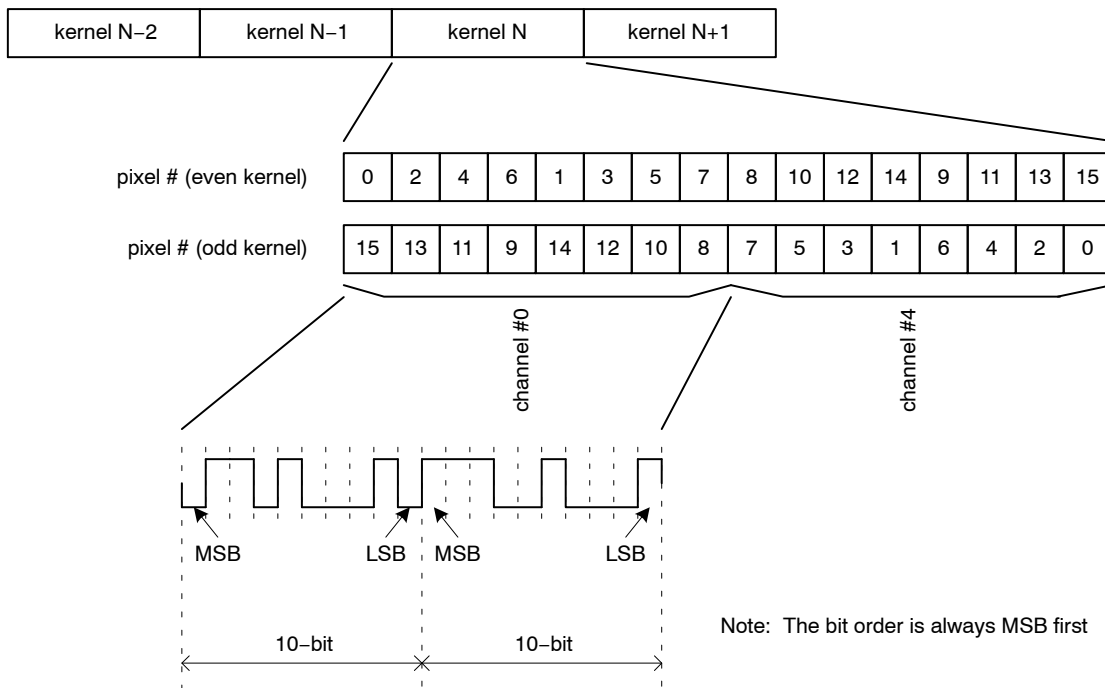 kernel N−2 kernel N−1 kernel N kernel N+1
pixel # (even kernel) 0 2 4 6 1 3 5 7 8 10 12 14 9 11 13 15
pixel # (odd kernel) 15 13 11 9 14 12 10 8 7 5 3 1 6 4 2 0
channel #0
channel #4
MSB LSB MSB LSB
10−bit 10−bit
Note: The bit order is always MSB first